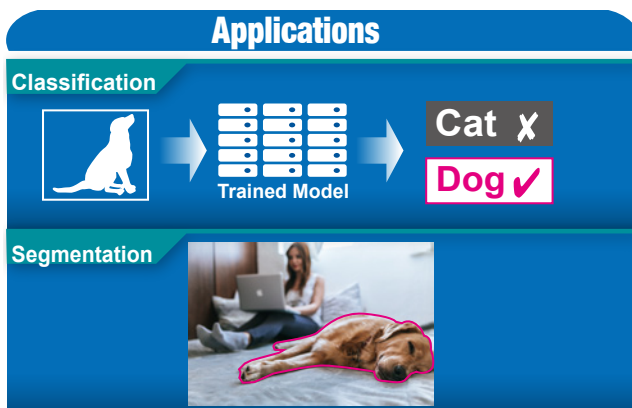 Applications
Classification
Cat ✘
Dog ✔
Trained Model
Segmentation